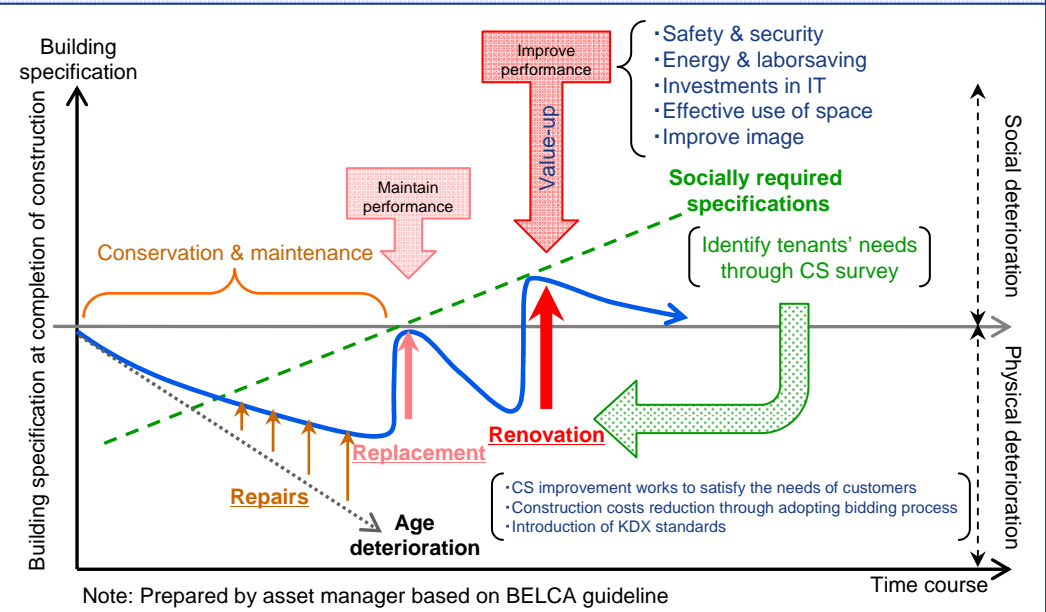 Building
specification
Building specification at completion of construction
Improve
performance
Value-up
・Safety & security
・Energy & laborsaving
・Investments in IT
・Effective use of space
・Improve image
Maintain
performance
Socially required
specifications
Conservation & maintenance
Identify tenants' needs
through CS survey
Social deterioration
Physical deterioration
Repairs
Replacement
Renovation
Age
deterioration
・CS improvement works to satisfy the needs of customers
・Construction costs reduction through adopting bidding process
・Introduction of KDX standards
Time course
Note: Prepared by asset manager based on BELCA guideline